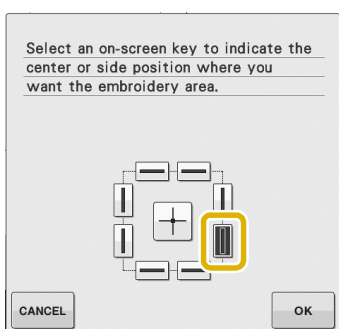 Select an on-screen key to indicate the
center or side position where you
want the embroidery area.
CANCEL
OK